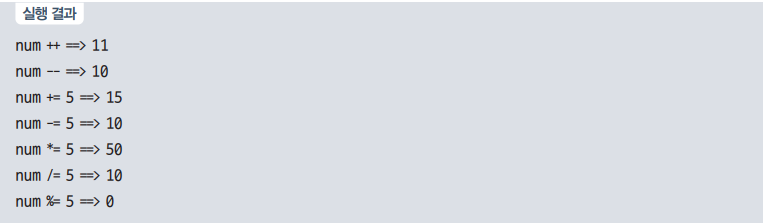 실행 결과
num ++ ==> 11
num -- ==> 10
num += 5 ==> 15
num -= 5 ==> 10
num *= 5 ==> 50
num /= 5 ==> 10
num %= 5 ==> 0